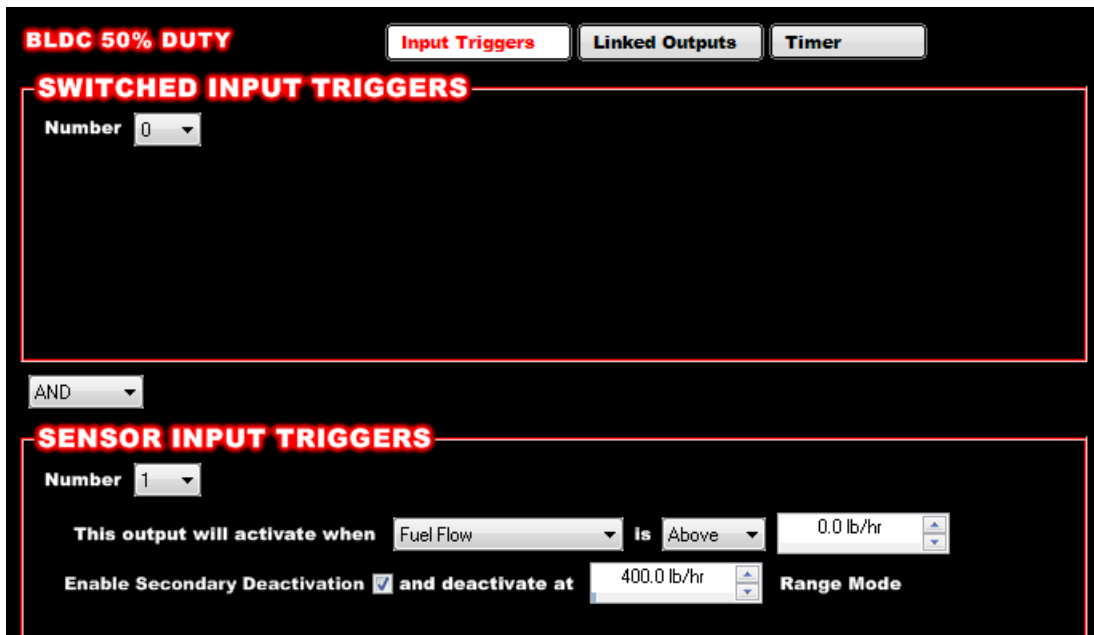 BLDC 50% DUTY Input Triggers Linked Outputs Timer
SWITCHED INPUT TRIGGERS
Number 0
AND
SENSOR INPUT TRIGGERS
Number 1
This output will activate when Fuel Flow is Above 0.0 lb/hr
Enable Secondary Deactivation and deactivate at 400.0 lb/hr Range Mode